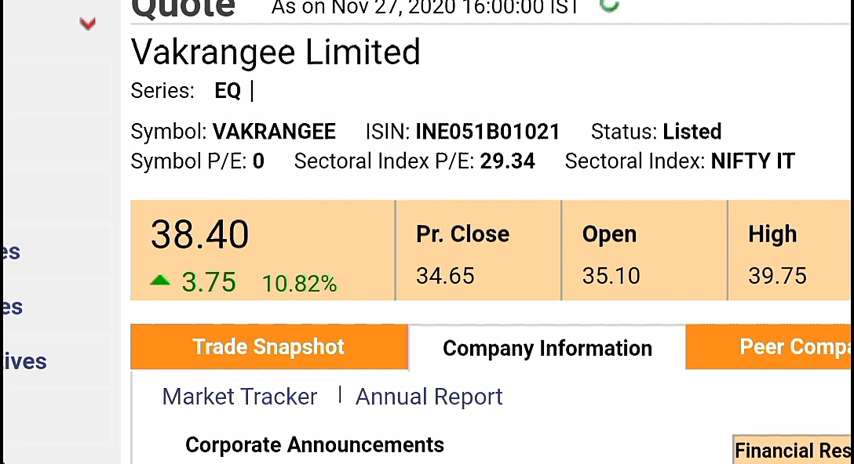 Quote As on Nov 27, 2020 16:00:00 IST
Vakrangee Limited
Series: EQ |
Symbol: VAKRANGEE ISIN: INE051B01021 Status: Listed
Symbol P/E: 0 Sectoral Index P/E: 29.34 Sectoral Index: NIFTY IT
38.40 Pr. Close Open High
3.75 10.82% 34.65 35.10 39.75
Trade Snapshot Company Information Peer Compa
Market Tracker | Annual Report
Corporate Announcements
Financial Res
es
es
ives